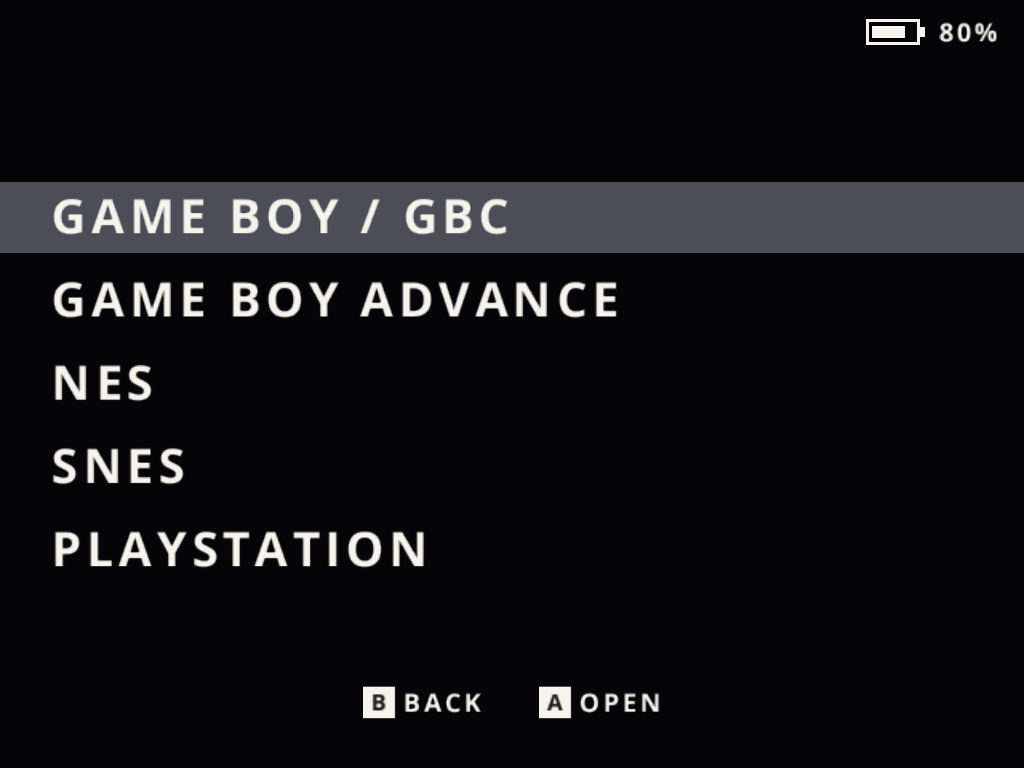 80%
GAME BOY / GBC
GAME BOY ADVANCE
NES
SNES
PLAYSTATION
B BACK A OPEN